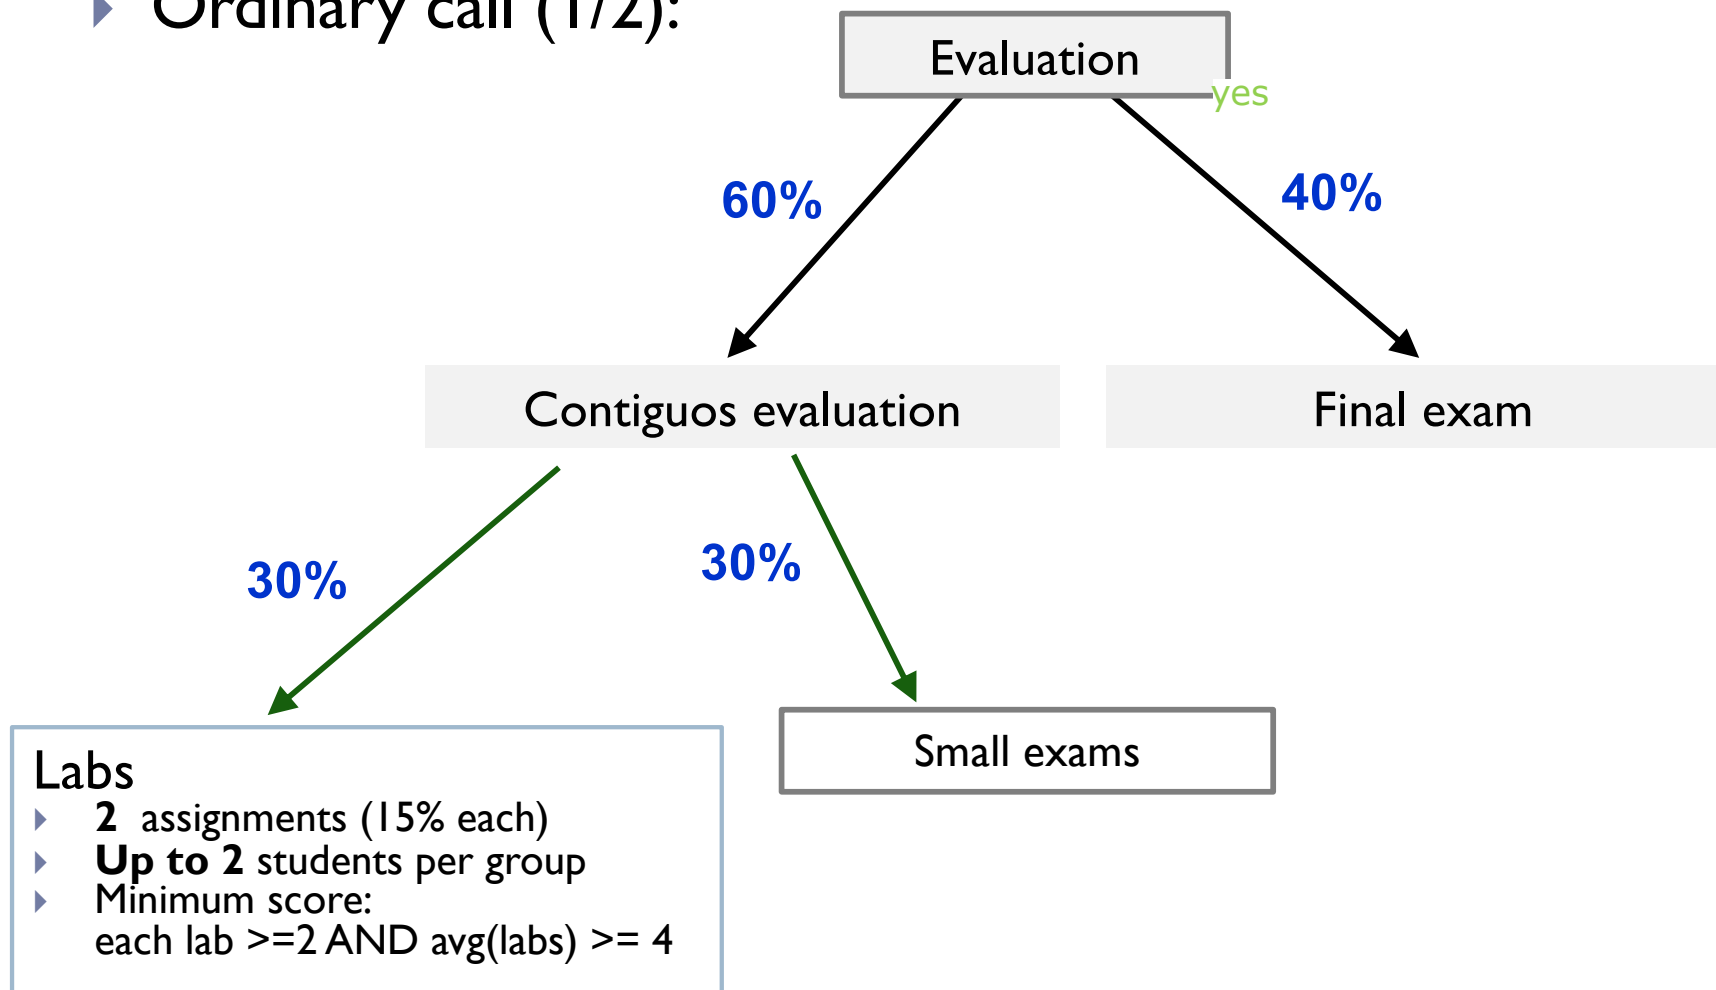 Ordinary call (1/2):
Evaluation
yes
60%
40%
Contiguos evaluation
Final exam
30%
30%
Small exams
Labs
2 assignments (15% each)
Up to 2 students per group
Minimum score:
each lab >=2 AND avg(labs) >= 4